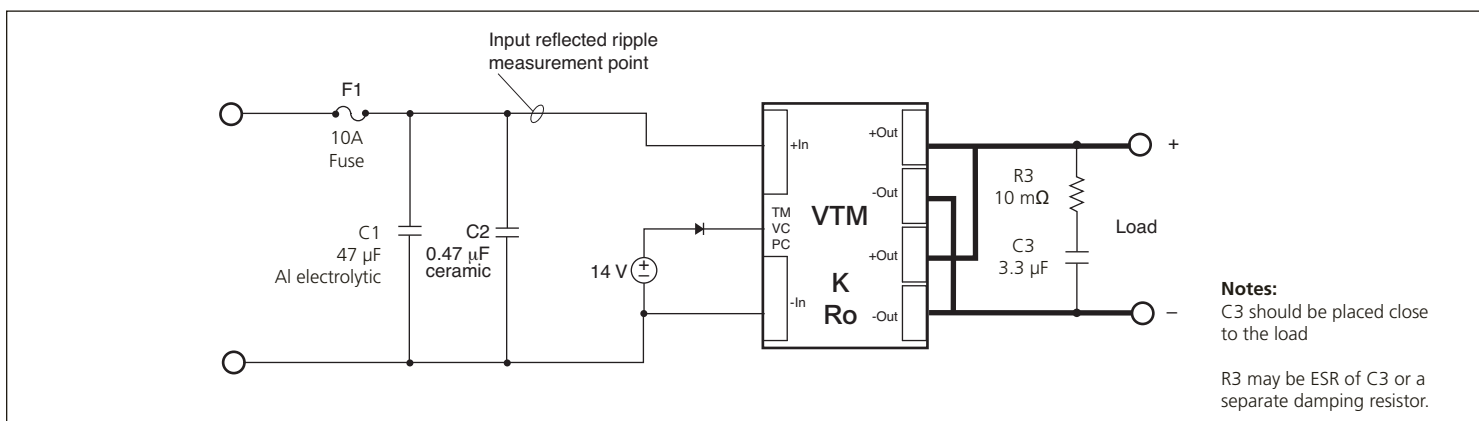 Input reflected ripple
measurement point
F1
10A
Fuse
C1
47 µF
Al electrolytic
C2
0.47 µF
ceramic
14 V
+In
TM
VC
PC
-In
VTM
K
Ro
+Out
-Out
+Out
-Out
R3
10 mΩ
C3
3.3 µF
+
Load
–
Notes:
C3 should be placed close
to the load
R3 may be ESR of C3 or a
separate damping resistor.